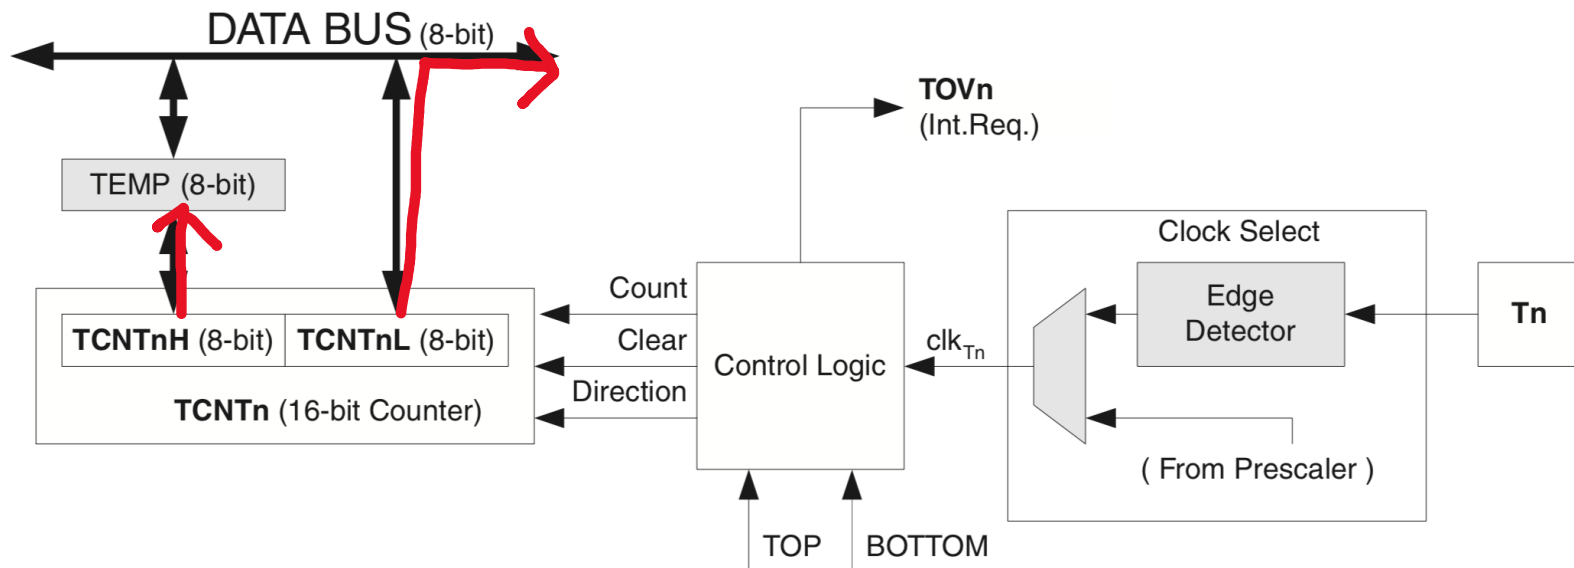 DATA BUS (8-bit)
TOVn
(Int.Req.)
TEMP (8-bit)
Clock Select
Count
Edge
Detector
Tn
TCNTnH (8-bit) TCNTnL (8-bit)
Clear
Control Logic
clkTn
Direction
TCNTn (16-bit Counter)
( From Prescaler )
TOP
BOTTOM